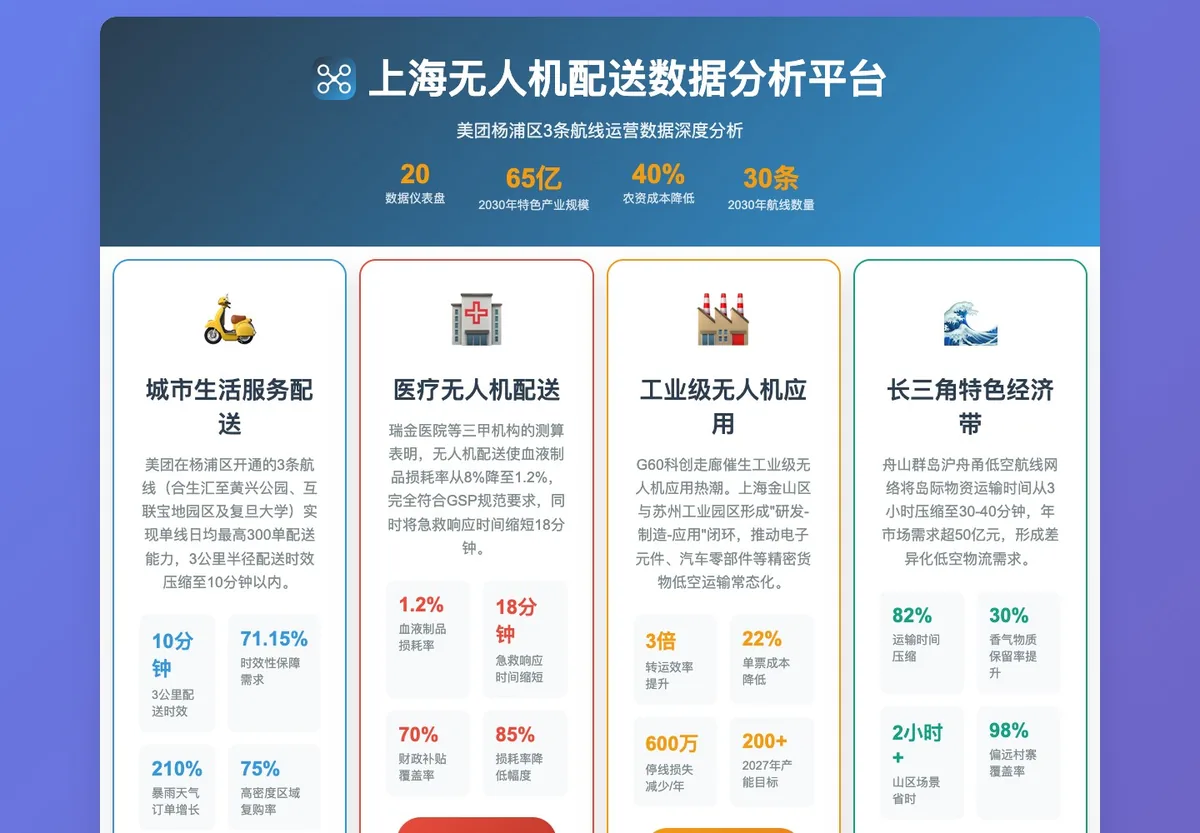 上海无人机配送数据分析平台
美团杨浦区3条航线运营数据深度分析
20
数据仪表盘
65亿
2030年特色产业规模
40%
农资成本降低
30条
2030年航线数量
城市生活服务配
送
美团在杨浦区开通的3条航
线（合生汇至黄兴公园、互
联宝地园区及复旦大学）实
现单线日均最高300单配送
能力，3公里半径配送时效
压缩至10分钟以内。
10分
钟
3公里配
送时效
71.15%
时效性保障
需求
210%
暴雨天气
订单增长
75%
高密度区域
复购率
医疗无人机配送
瑞金医院等三甲机构的测算
表明，无人机配送使血液制
品损耗率从8%降至1.2%，
完全符合GSP规范要求，同
时将急救响应时间缩短18分
钟。
1.2%
血液制品
损耗率
18分
钟
急救响应
时间缩短
70%
财政补贴
覆盖率
85%
损耗率降
低幅度
工业级无人机应
用
G60科创走廊催生工业级无
人机应用热潮。上海金山区
与苏州工业园区形成"研发-
制造-应用"闭环，推动电子
元件、汽车零部件等精密货
物低空运输常态化。
3倍
转运效率
提升
22%
单票成本
降低
600万
停线损失
减少/年
200+
2027年产
能目标
长三角特色经济
带
舟山群岛沪舟甬低空航线网
络将岛际物资运输时间从3
小时压缩至30-40分钟，年
市场需求超50亿元，形成差
异化低空物流需求。
82%
运输时间
压缩
30%
香气物质
保留率提
升
2小时
+
山区场景
省时
98%
偏远村寨
覆盖率